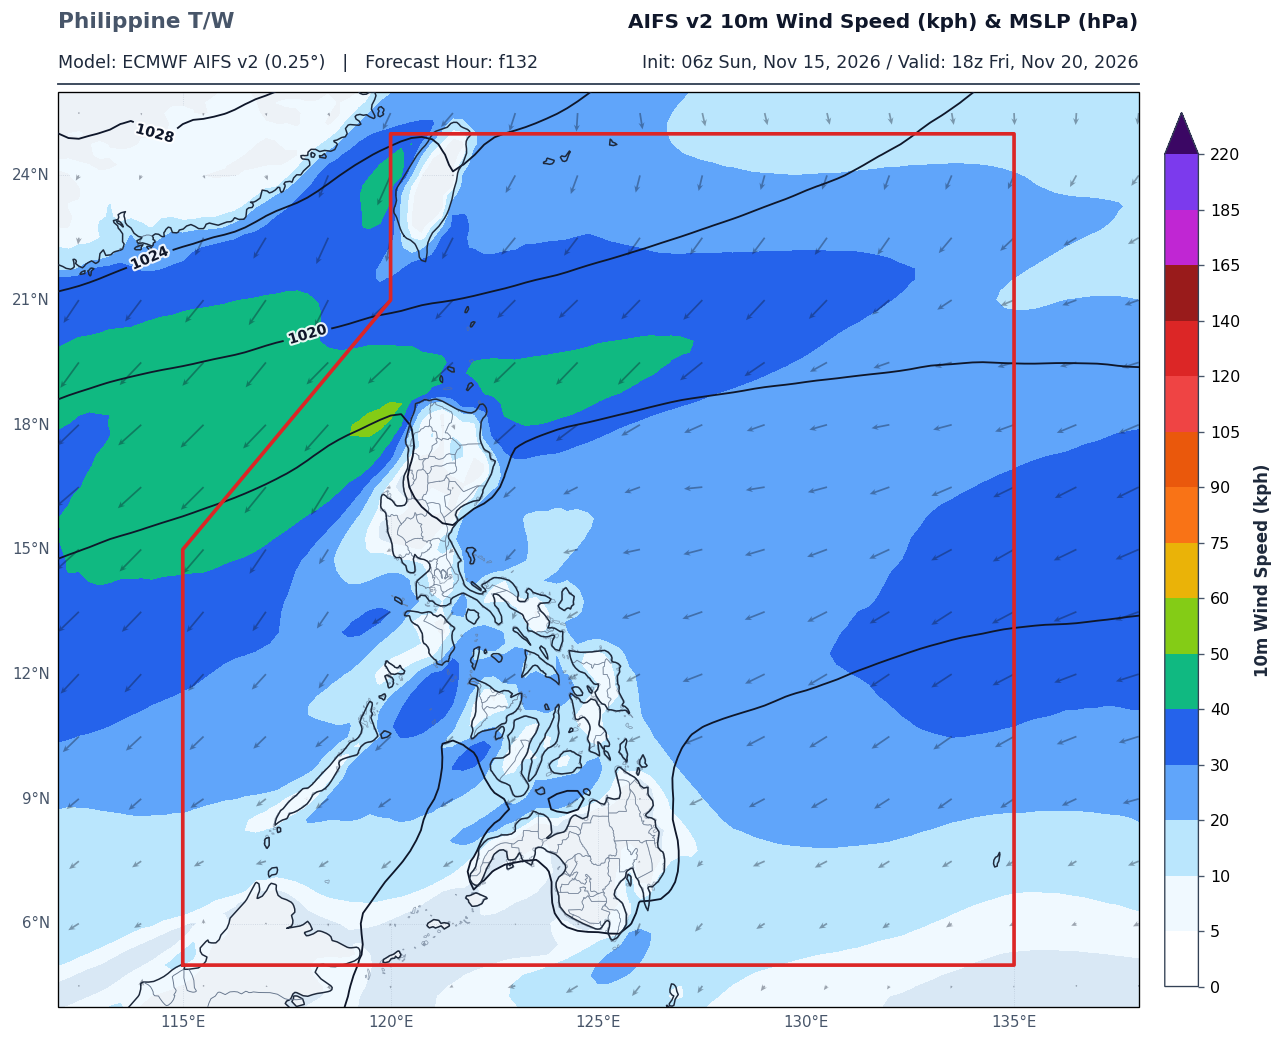 Philippine T/W
AIFS v2 10m Wind Speed (kph) & MSLP (hPa)
Model: ECMWF AIFS v2 (0.25°) | Forecast Hour: f132
Init: 06z Sun, Nov 15, 2026 / Valid: 18z Fri, Nov 20, 2026
1028
1024
1020
24°N
21°N
18°N
15°N
12°N
9°N
6°N
115°E
120°E
125°E
130°E
135°E
220
185
165
140
120
105
90
75
60
50
40
30
20
10
5
0
10m Wind Speed (kph)